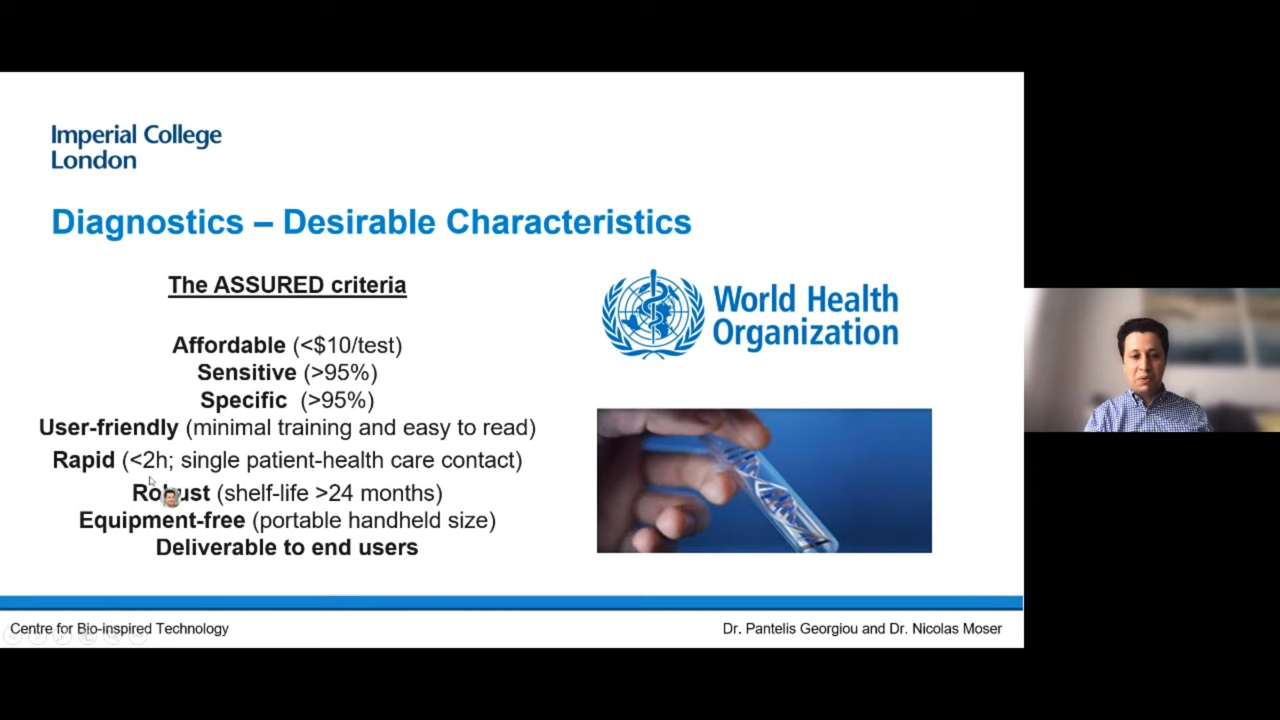 Imperial College
London
Diagnostics – Desirable Characteristics
The ASSURED criteria
Affordable (<$10/test)
Sensitive (>95%)
Specific (>95%)
User-friendly (minimal training and easy to read)
Rapid (<2h; single patient-health care contact)
Robust (shelf-life >24 months)
Equipment-free (portable handheld size)
Deliverable to end users
World Health
Organization
Centre for Bio-inspired Technology
Dr. Pantelis Georgiou and Dr. Nicolas Moser